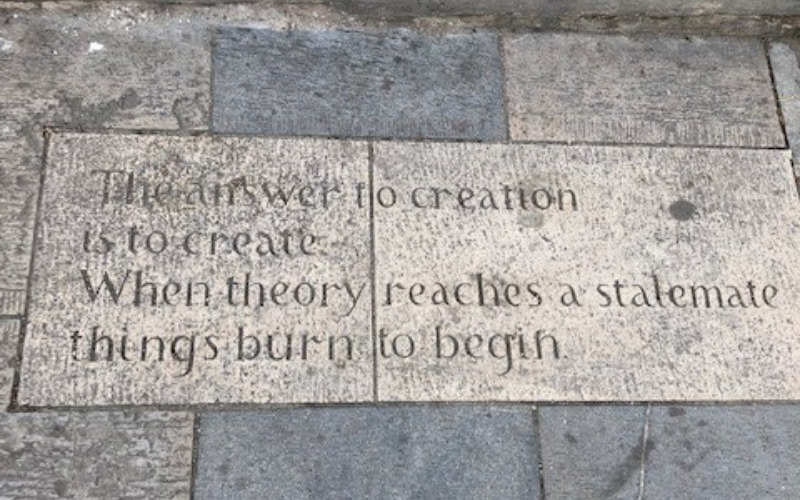 The answer to creation
is to create.
When theory reaches a stalemate
things burn to begin.